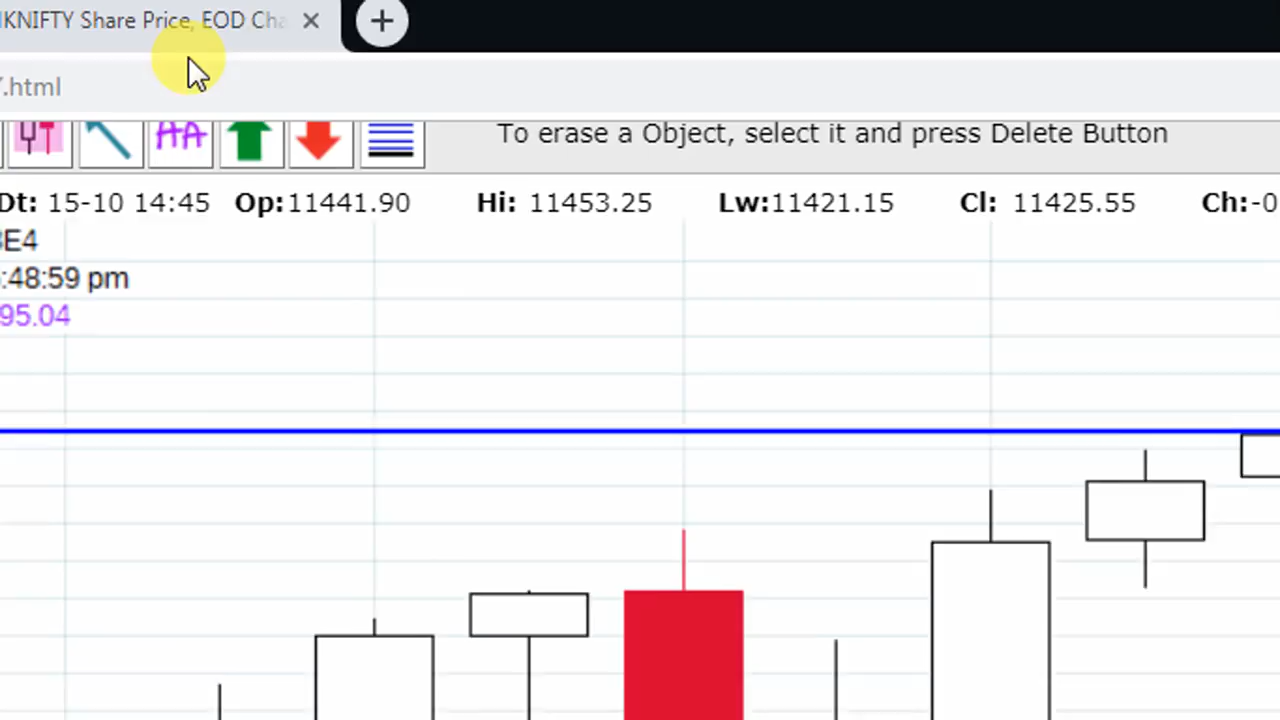 KNIFTY Share Price, EOD Cha
.html
HA
To erase a Object, select it and press Delete Button
Dt: 15-10 14:45 Op:11441.90 Hi: 11453.25 Lw:11421.15 Cl: 11425.55 Ch:-0
E4
:48:59 pm
95.04